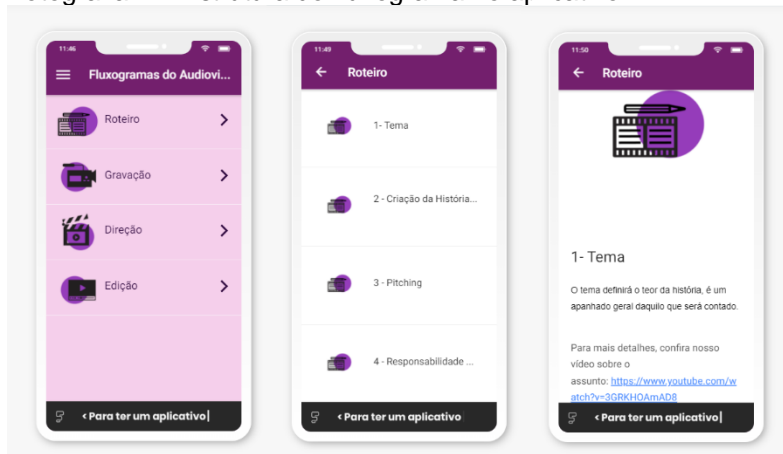 11:46
Fluxogramas do Audiovi...
Roteiro
Gravação
Direção
Edição
< Para ter um aplicativo|
11:49
Roteiro
1- Tema
2 - Criação da História...
3 - Pitching
4 - Responsabilidade ...
< Para ter um aplicativo
11:50
Roteiro
1- Tema
O tema definirá o teor da história, é um
apanhado geral daquilo que será contado.
Para mais detalhes, confira nosso
vídeo sobre o
assunto: https://www.youtube.com/w
atch?v=3GRKHOAmAD8
< Para ter um aplicativo|